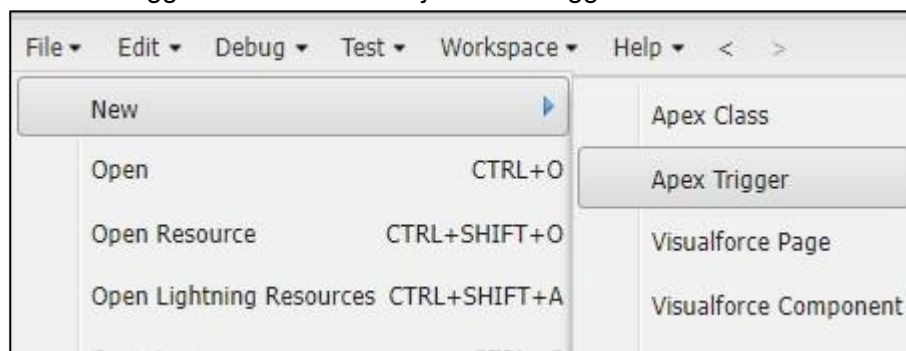 File ▾ Edit ▾ Debug ▾ Test ▾ Workspace ▾ Help ▾ < >
New
Apex Class
Open CTRL+O
Apex Trigger
Open Resource CTRL+SHIFT+O
Visualforce Page
Open Lightning Resources CTRL+SHIFT+A
Visualforce Component